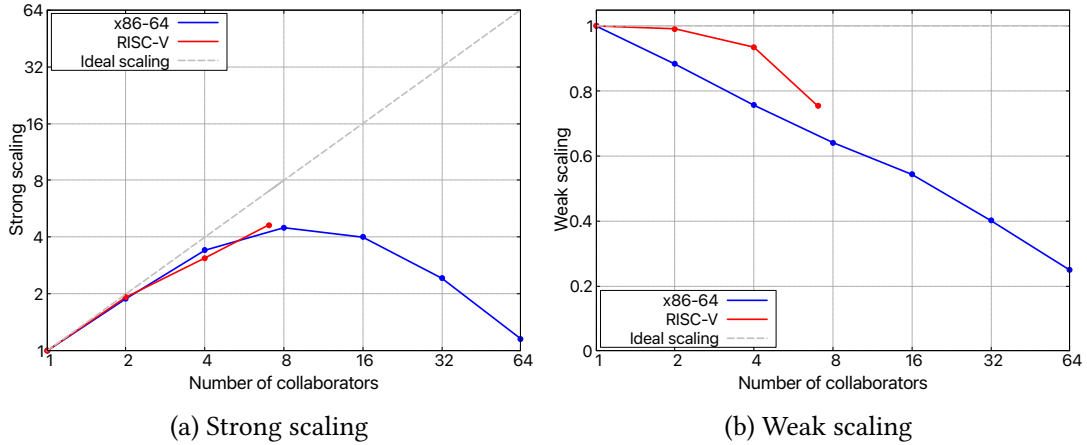 64
32
16
8
4
2
1
Strong scaling
x86-64
RISC-V
Ideal scaling
1 2 4 8 16 32 64
Number of collaborators
(a) Strong scaling
1
0.8
0.6
0.4
0.2
0
Weak scaling
x86-64
RISC-V
Ideal scaling
1 2 4 8 16 32 64
Number of collaborators
(b) Weak scaling